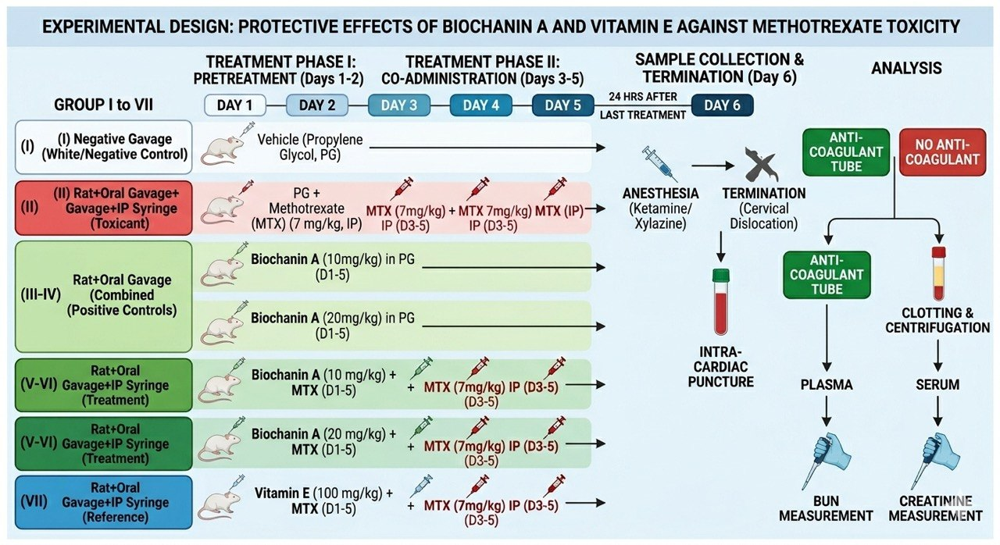 EXPERIMENTAL DESIGN: PROTECTIVE EFFECTS OF BIOCHANIN A AND VITAMIN E AGAINST METHOTREXATE TOXICITY
GROUP I to VII
TREATMENT PHASE I:
PRETREATMENT (Days 1-2)
TREATMENT PHASE II:
CO-ADMINISTRATION (Days 3-5)
SAMPLE COLLECTION &
TERMINATION (Day 6)
ANALYSIS
DAY 1
DAY 2
DAY 3
DAY 4
DAY 5
24 HRS AFTER
LAST TREATMENT
DAY 6
(I)
(I) Negative Gavage
(White/Negative Control)
Vehicle (Propylene
Glycol, PG)
(II)
(II) Rat+Oral Gavage+
Gavage+IP Syringe
(Toxicant)
PG +
Methotrexate
(MTX) (7 mg/kg, IP)
MTX (7mg/kg) + MTX 7mg/kg) MTX (IP)
IP (D3-5) IP (D3-5)
(III-IV)
Rat+Oral Gavage
(Combined
(Positive Controls)
Biochanin A (10mg/kg) in PG
(D1-5)
Biochanin A (20mg/kg) in PG
(D1-5)
(V-VI)
Rat+Oral
Gavage+IP Syringe
(Treatment)
Biochanin A (10 mg/kg) +
MTX (D1-5)
+ MTX (7mg/kg) IP (D3-5)
(D3-5)
(V-VI)
Rat+Oral
Gavage+IP Syringe
(Treatment)
Biochanin A (20 mg/kg) +
MTX (D1-5)
+ MTX (7mg/kg) IP (D3-5)
(D3-5)
(VII)
Rat+Oral
Gavage+IP Syringe
(Reference)
Vitamin E (100 mg/kg) +
MTX (D1-5)
+ MTX (7mg/kg) IP (D3-5)
(D3-5)
ANESTHESIA
(Ketamine/
Xylazine)
TERMINATION
(Cervical
Dislocation)
INTRA-
CARDIAC
PUNCTURE
ANTI-
COAGULANT
TUBE
NO ANTI-
COAGULANT
ANTI-
COAGULANT
TUBE
CLOTTING &
CENTRIFUGATION
PLASMA
SERUM
BUN
MEASUREMENT
CREATININE
MEASUREMENT